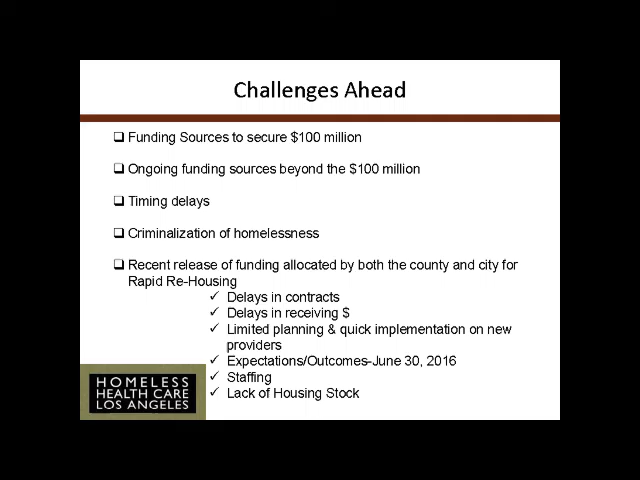 Challenges Ahead
❑ Funding Sources to secure $100 million
❑ Ongoing funding sources beyond the $100 million
❑ Timing delays
❑ Criminalization of homelessness
❑ Recent release of funding allocated by both the county and city for
Rapid Re-Housing
✓ Delays in contracts
✓ Delays in receiving $
✓ Limited planning & quick implementation on new
providers
✓ Expectations/Outcomes-June 30, 2016
✓ Staffing
✓ Lack of Housing Stock
HOMELESS
HEALTH CARE
LOS ANGELES